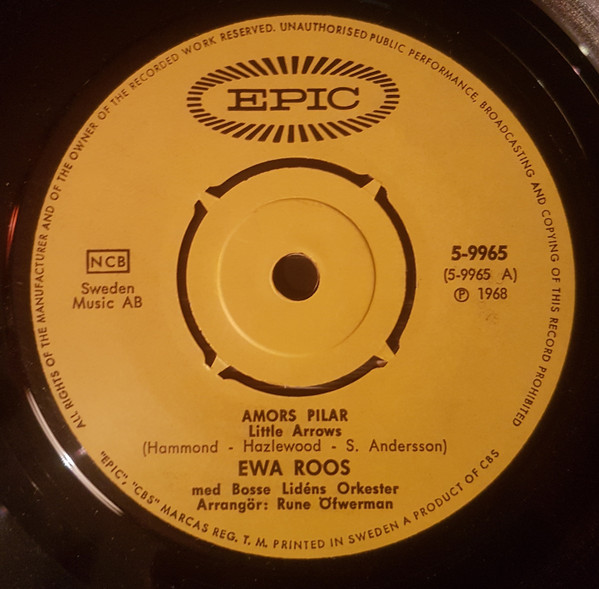 ALL RIGHTS OF THE MANUFACTURER AND OF THE OWNER OF THE RECORDED WORK RESERVED. UNAUTHORISED PUBLIC PERFORMANCE, BROADCASTING AND COPYING OF THIS RECORD PROHIBITED
EPIC
NCB
Sweden
Music AB
5-9965
(5-9965 A)
℗ 1968
AMORS PILAR
Little Arrows
(Hammond - Hazlewood - S. Andersson)
EWA ROOS
med Bosse Lidéns Orkester
Arrangör: Rune Öfwerman
"EPIC", "CBS" MARCAS REG. T. M. PRINTED IN SWEDEN A PRODUCT OF CBS